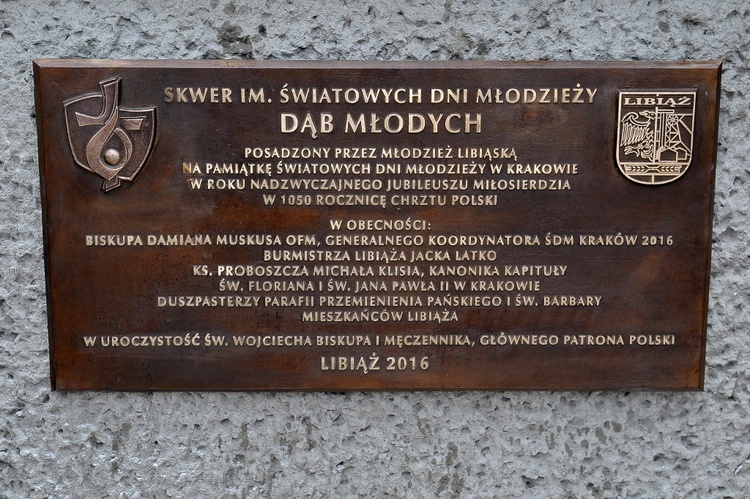 SKWER IM. ŚWIATOWYCH DNI MŁODZIEŻY
DĄB MŁODYCH
LIBIĄŻ
POSADZONY PRZEZ MŁODZIEŻ LIBIĄSKĄ
NA PAMIĄTKĘ ŚWIATOWYCH DNI MŁODZIEŻY W KRAKOWIE
W ROKU NADZWYCZAJNEGO JUBILEUSZU MIŁOSIERDZIA
W 1050 ROCZNICĘ CHRZTU POLSKI
W OBECNOŚCI:
BISKUPA DAMIANA MUSKUSA OFM, GENERALNEGO KOORDYNATORA ŚDM KRAKÓW 2016
BURMISTRZA LIBIĄŻA JACKA LATKO
KS. PROBOSZCZA MICHAŁA KLISIA, KANONIKA KAPITUŁY
ŚW. FLORIANA I ŚW. JANA PAWŁA II W KRAKOWIE
DUSZPASTERZY PARAFII PRZEMIENIENIA PAŃSKIEGO I ŚW. BARBARY
MIESZKAŃCÓW LIBIĄŻA
W UROCZYSTOŚĆ ŚW. WOJCIECHA BISKUPA I MĘCZENNIKA, GŁÓWNEGO PATRONA POLSKI
LIBIĄŻ 2016